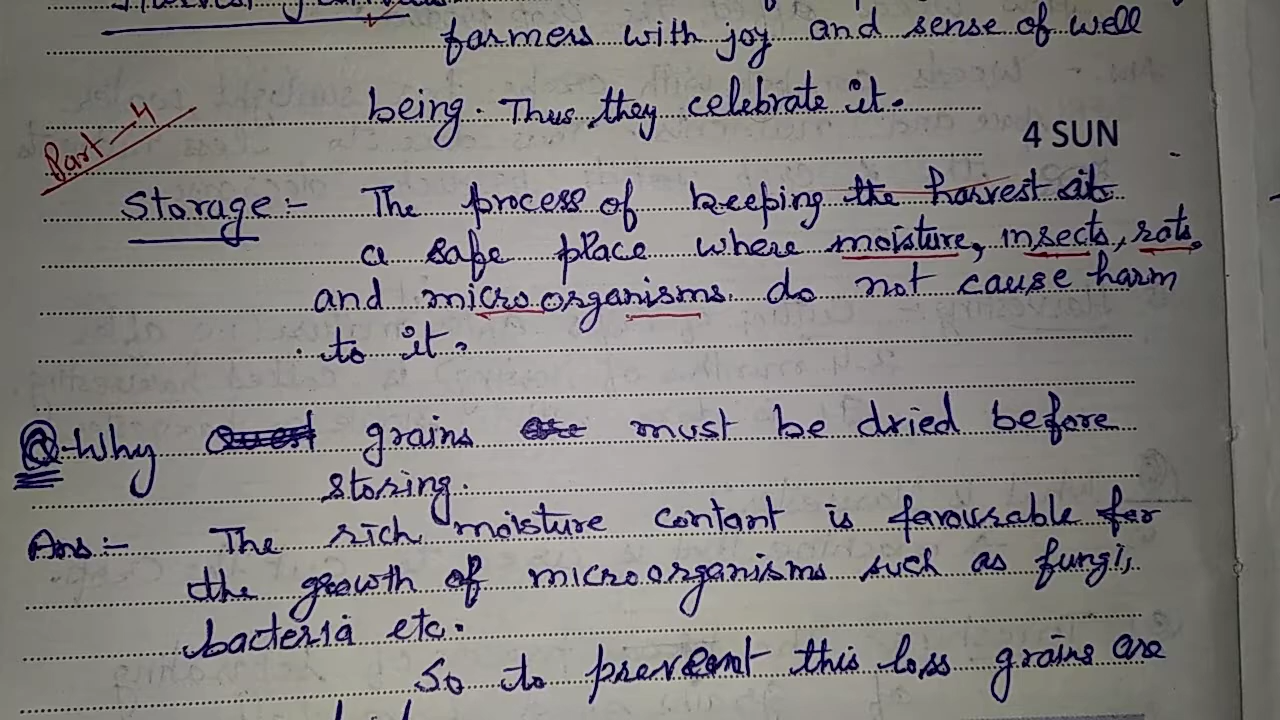 farmers with joy and sense of well
being. Thus they celebrate it.
Part-4
4 SUN
Storage:- The process of keeping the harvest at
a safe place where moisture, insects, rats,
and microorganisms do not cause harm
to it.
Q-Why grains must be dried before
storing.
Ans:- The rich moisture contant is favourable for
the growth of microorganisms such as fungi,
bacteria etc.
So to prevent this loss grains are